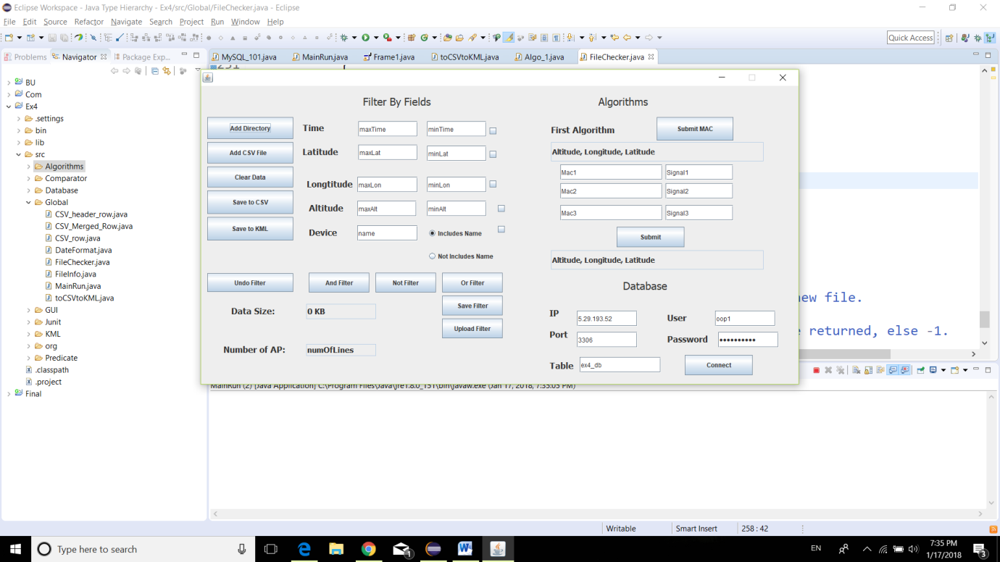 Eclipse Workspace - Java Type Hierarchy - Ex4/src/Global/FileChecker.java - Eclipse
File Edit Source Refactor Navigate Search Project Run Window Help
Quick Access
Problems Navigator Package Exp...
MySQL_101.java MainRun.java Frame1.java toCSVtoKML.java Algo_1.java FileChecker.java
BU
Com
Ex4
.settings
bin
lib
src
Algorithms
Comparator
Database
Global
CSV_header_row.java
CSV_Merged_Row.java
CSV_row.java
DateFormat.java
FileChecker.java
FileInfo.java
MainRun.java
toCSVtoKML.java
GUI
Junit
KML
org
Predicate
.classpath
.project
Final
Filter By Fields
Add Directory Time maxTime minTime
Add CSV File Latitude maxLat minLat
Clear Data Longtitude maxLon minLon
Save to CSV Altitude maxAlt minAlt
Save to KML Device name Includes Name
Not Includes Name
Undo Filter And Filter Not Filter Or Filter
Data Size: 0 KB Save Filter
Upload Filter
Number of AP: numOfLines
Algorithms
First Algorithm Submit MAC
Altitude, Longitude, Latitude
Mac1 Signal1
Mac2 Signal2
Mac3 Signal3
Submit
Altitude, Longitude, Latitude
Database
IP 5.29.193.52 User oop1
Port 3306 Password ••••••••••
Table ex4_db Connect
ew file.
returned, else -1.
MainRun (2) [Java Application] C:\Program Files\Java\jre1.8.0_151\bin\javaw.exe (Jan 17, 2018, 7:35:05 PM)
Writable Smart Insert 258 : 42
Type here to search
1
EN
7:35 PM
1/17/2018
3